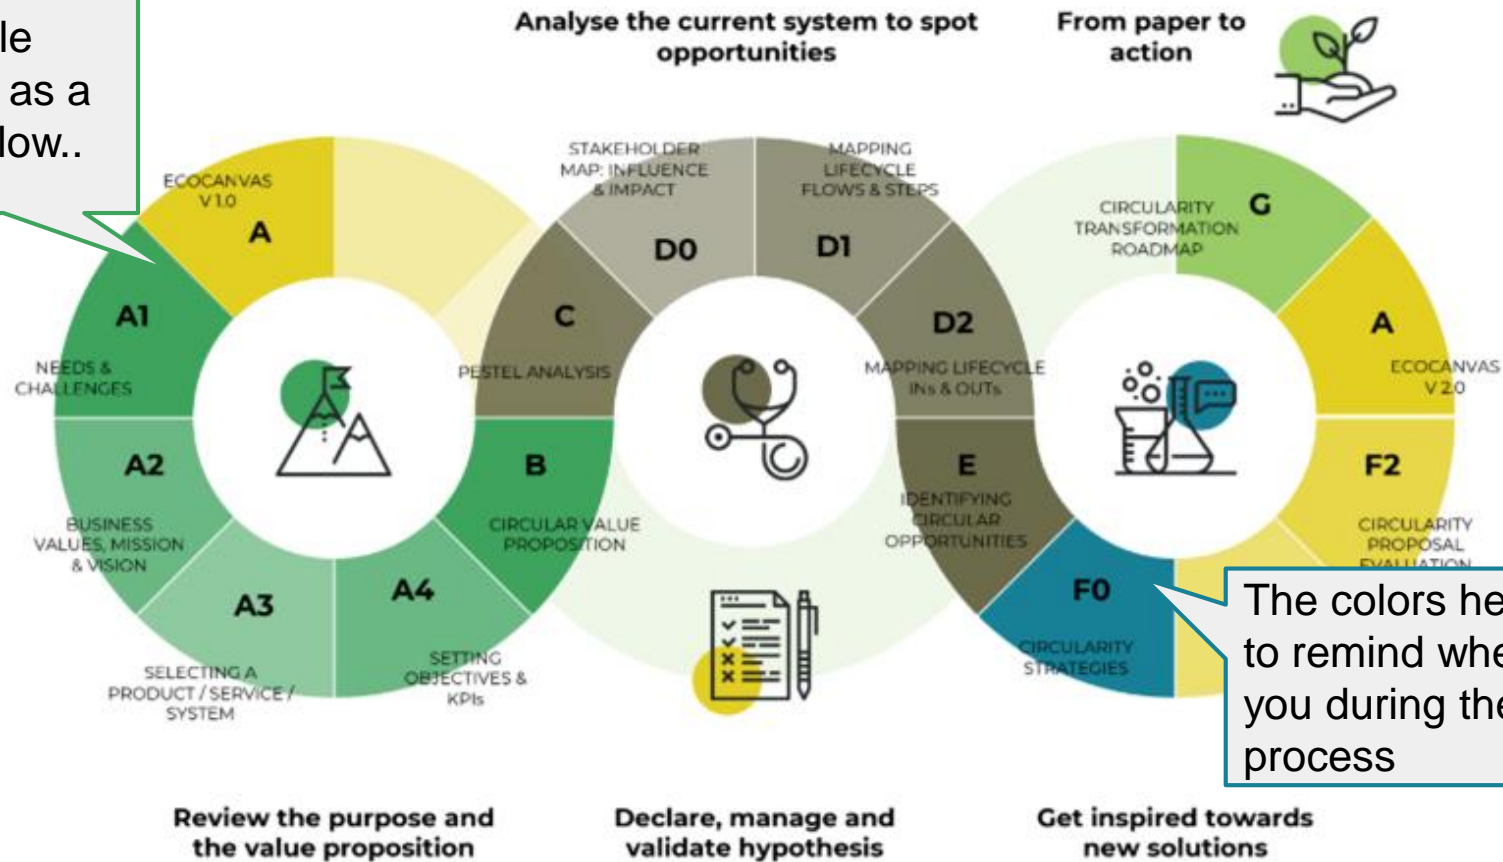 le
as a
low..
Analyse the current system to spot
opportunities
From paper to
action
ECOCANVAS
V 1.0
A
A1
NEEDS &
CHALLENGES
A2
BUSINESS
VALUES, MISSION
& VISION
A3
SELECTING A
PRODUCT / SERVICE /
SYSTEM
A4
SETTING
OBJECTIVES &
KPIs
B
CIRCULAR VALUE
PROPOSITION
C
PESTEL ANALYSIS
STAKEHOLDER
MAP: INFLUENCE
& IMPACT
D0
MAPPING
LIFECYCLE
FLOWS & STEPS
D1
D2
MAPPING LIFECYCLE
INs & OUTs
E
IDENTIFYING
CIRCULAR
OPPORTUNITIES
F0
CIRCULARITY
STRATEGIES
F2
CIRCULARITY
PROPOSAL
EVALUATION
A
ECOCANVAS
V 2.0
G
CIRCULARITY
TRANSFORMATION
ROADMAP
The colors he
to remind whe
you during the
process
Review the purpose and
the value proposition
Declare, manage and
validate hypothesis
Get inspired towards
new solutions